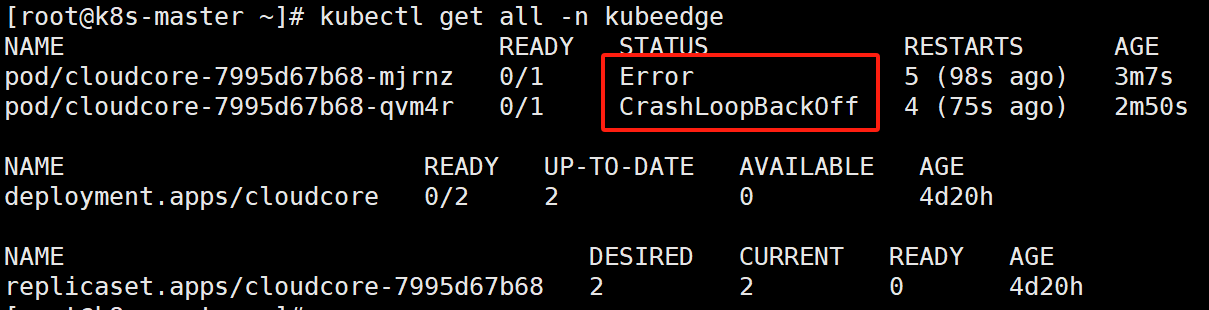 [root@k8s-master ~]# kubectl get all -n kubeedge
NAME READY STATUS RESTARTS AGE
pod/cloudcore-7995d67b68-mjrnz 0/1 Error 5 (98s ago) 3m7s
pod/cloudcore-7995d67b68-qvm4r 0/1 CrashLoopBackOff 4 (75s ago) 2m50s
NAME READY UP-TO-DATE AVAILABLE AGE
deployment.apps/cloudcore 0/2 2 0 4d20h
NAME DESIRED CURRENT READY AGE
replicaset.apps/cloudcore-7995d67b68 2 2 0 4d20h